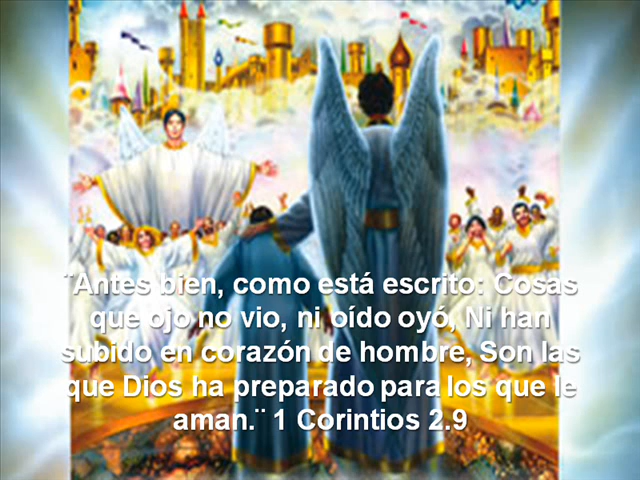 ¨Antes bien, como está escrito: Cosas
que ojo no vio, ni oído oyó, Ni han
subido en corazón de hombre, Son las
que Dios ha preparado para los que le
aman.¨ 1 Corintios 2.9